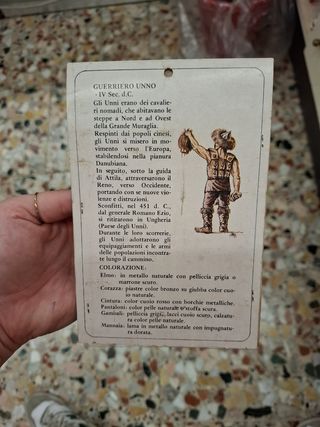 GUERRIERO UNNO
- IV Sec. d.C.
Gli Unni erano dei cavalie-
ri nomadi, che abitavano le
steppe a Nord e ad Ovest
della Grande Muraglia.
Respinti dai popoli cinesi,
gli Unni si misero in mo-
vimento verso l'Europa,
stabilendosi nella pianura
Danubiana.
In seguito, sotto la guida
di Attila, attraversarono il
Reno, verso Occidente,
portando con se nuove vio-
lenze e distruzioni.
Sconfitti, nel 451 d. C.,
dal generale Romano Ezio,
si ritirarono in Ungheria
(Paese degli Unni).
Durante le loro scorrerie,
gli Unni adottarono gli
equipaggiamenti e le armi
delle popolazioni incontra-
te lungo il cammino.
COLORAZIONE:
Elmo: in metallo naturale con pelliccia grigia o
marrone scuro.
Corazza: piastre color bronzo su giubba color cuo-
io naturale.
Cintura: color cuoio rosso con borchie metalliche.
Pantaloni: color pelle naturale o stoffa scura.
Gambali: pelliccia grigia, lacci cuoio scuro, calzatu-
ra color pelle naturale.
Mannaia: lama in metallo naturale con impugnatu-
ra dorata.